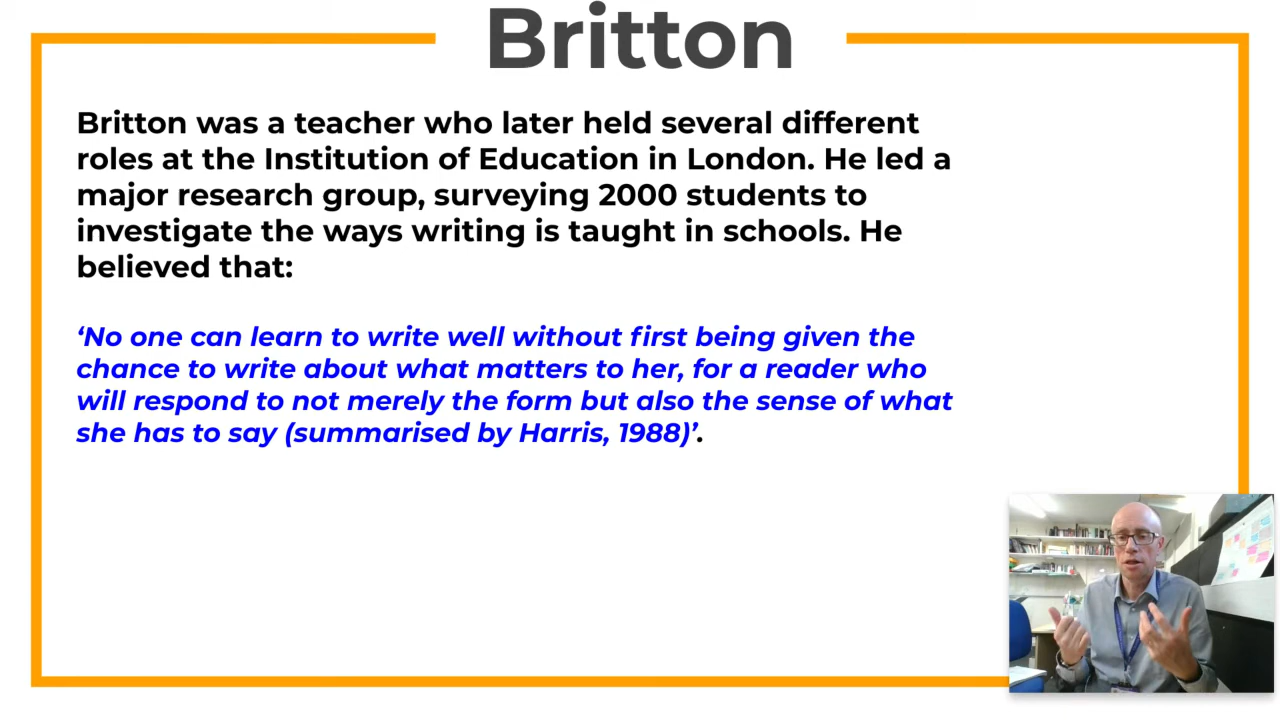 Britton
Britton was a teacher who later held several different
roles at the Institution of Education in London. He led a
major research group, surveying 2000 students to
investigate the ways writing is taught in schools. He
believed that:
‘No one can learn to write well without first being given the
chance to write about what matters to her, for a reader who
will respond to not merely the form but also the sense of what
she has to say (summarised by Harris, 1988)’.